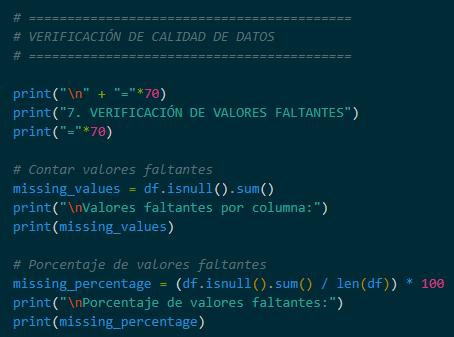 # =========================================
# VERIFICACIÓN DE CALIDAD DE DATOS
# =========================================
print("\n" + "="*70)
print("7. VERIFICACIÓN DE VALORES FALTANTES")
print("="*70)
# Contar valores faltantes
missing_values = df.isnull().sum()
print("\nValores faltantes por columna:")
print(missing_values)
# Porcentaje de valores faltantes
missing_percentage = (df.isnull().sum() / len(df)) * 100
print("\nPorcentaje de valores faltantes:")
print(missing_percentage)